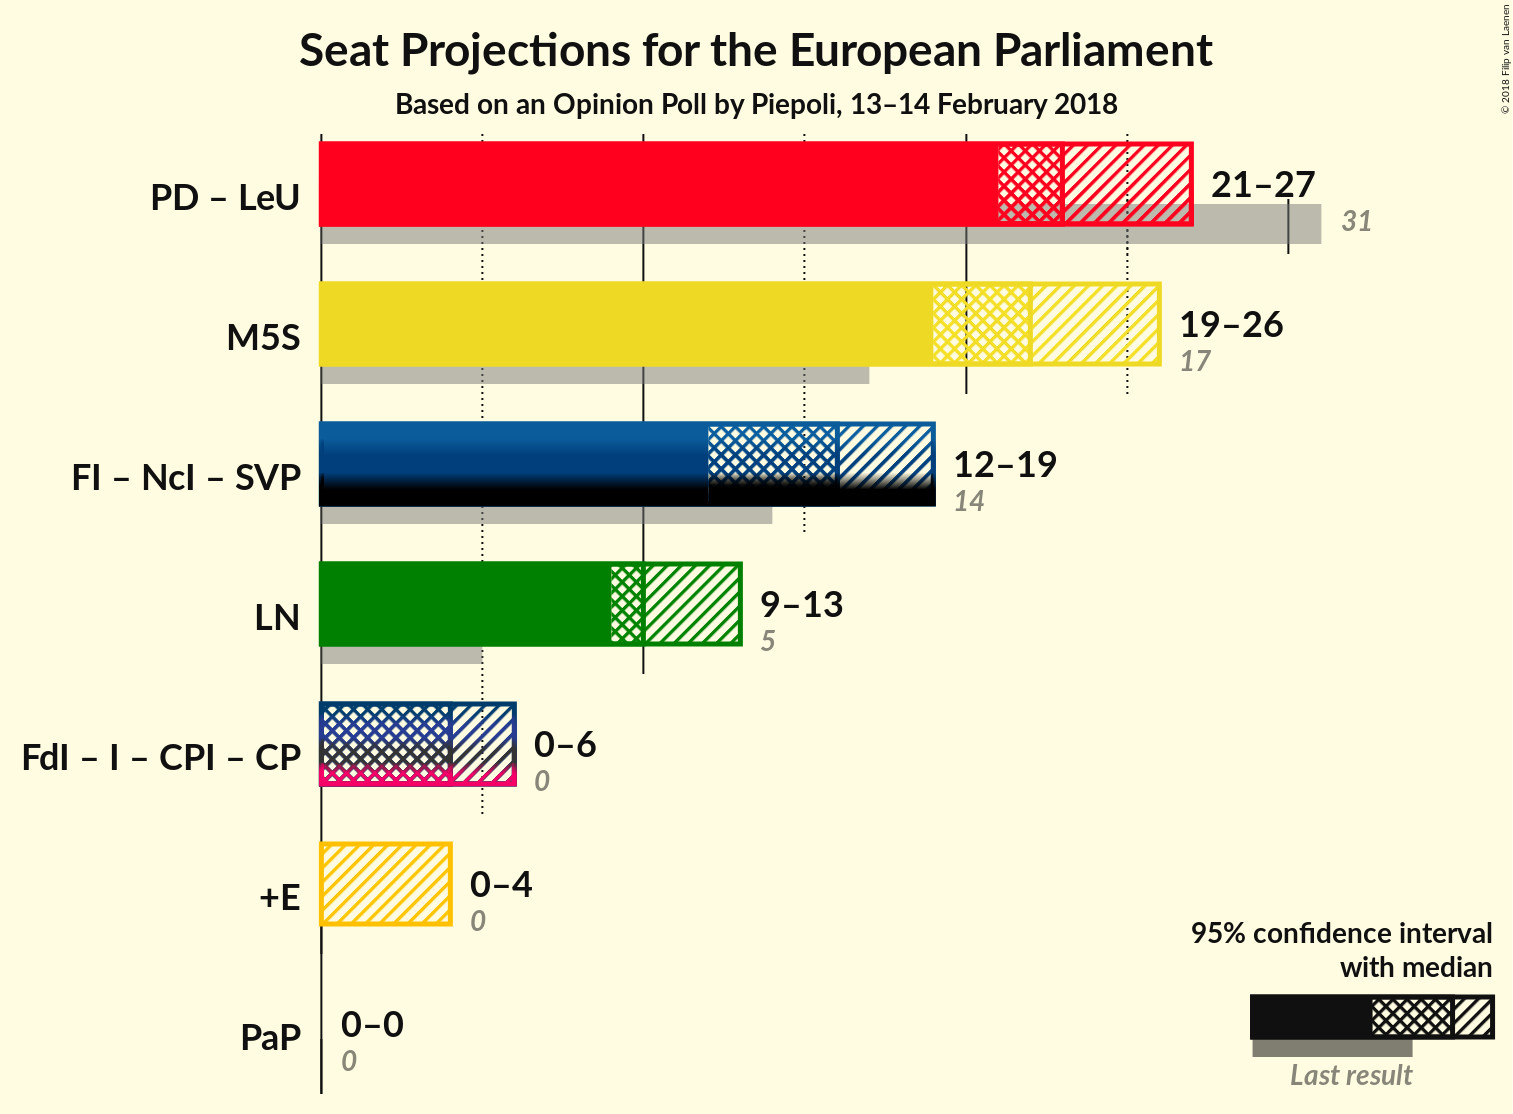 Seat Projections for the European Parliament
Based on an Opinion Poll by Piepoli, 13–14 February 2018
© 2018 Filip van Laenen
PD – LeU
21–27
31
M5S
19–26
17
FI – NcI – SVP
12–19
14
LN
9–13
5
FdI – I – CPI – CP
0–6
0
+E
0–4
0
PaP
0–0
0
95% confidence interval
with median
Last result